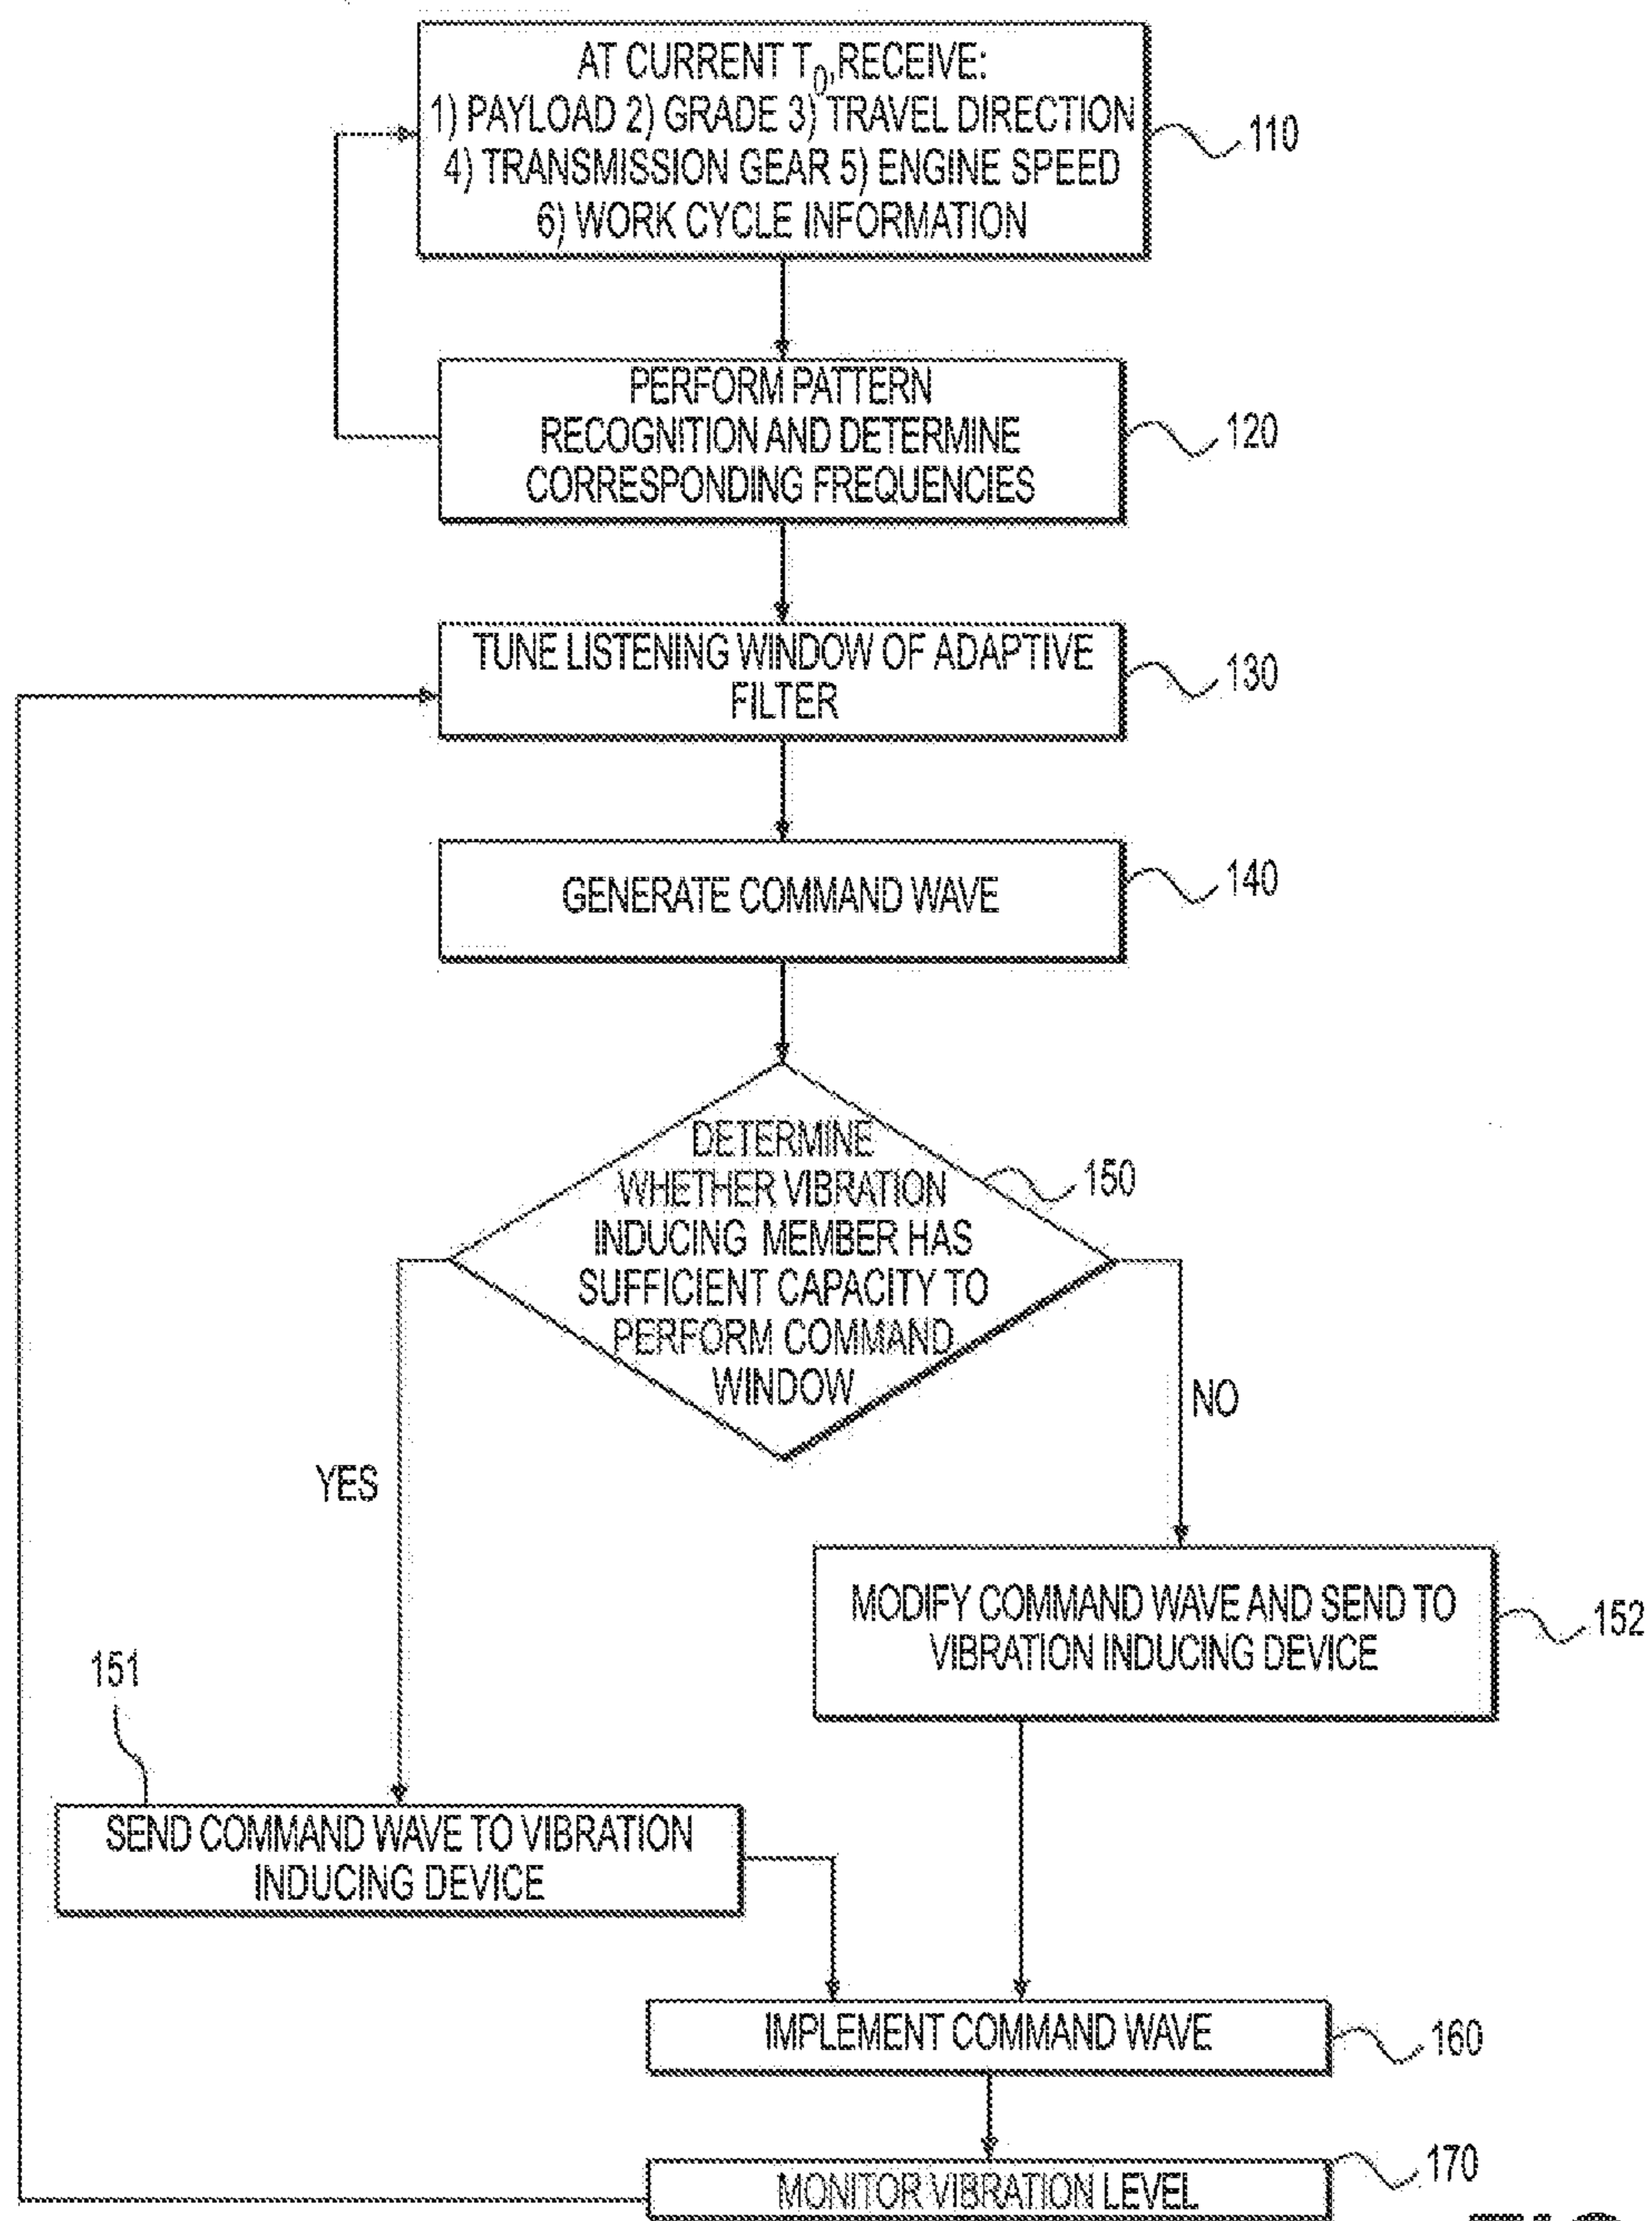 AT CURRENT T0, RECEIVE:
1) PAYLOAD 2) GRADE 3) TRAVEL DIRECTION
4) TRANSMISSION GEAR 5) ENGINE SPEED
6) WORK CYCLE INFORMATION
110
PERFORM PATTERN
RECOGNITION AND DETERMINE
CORRESPONDING FREQUENCIES
120
TUNE LISTENING WINDOW OF ADAPTIVE
FILTER
130
GENERATE COMMAND WAVE
140
DETERMINE
WHETHER VIBRATION
INDUCING MEMBER HAS
SUFFICIENT CAPACITY TO
PERFORM COMMAND
WINDOW
150
NO
YES
MODIFY COMMAND WAVE AND SEND TO
VIBRATION INDUCING DEVICE
152
151
SEND COMMAND WAVE TO VIBRATION
INDUCING DEVICE
IMPLEMENT COMMAND WAVE
160
MONITOR VIBRATION LEVEL
170